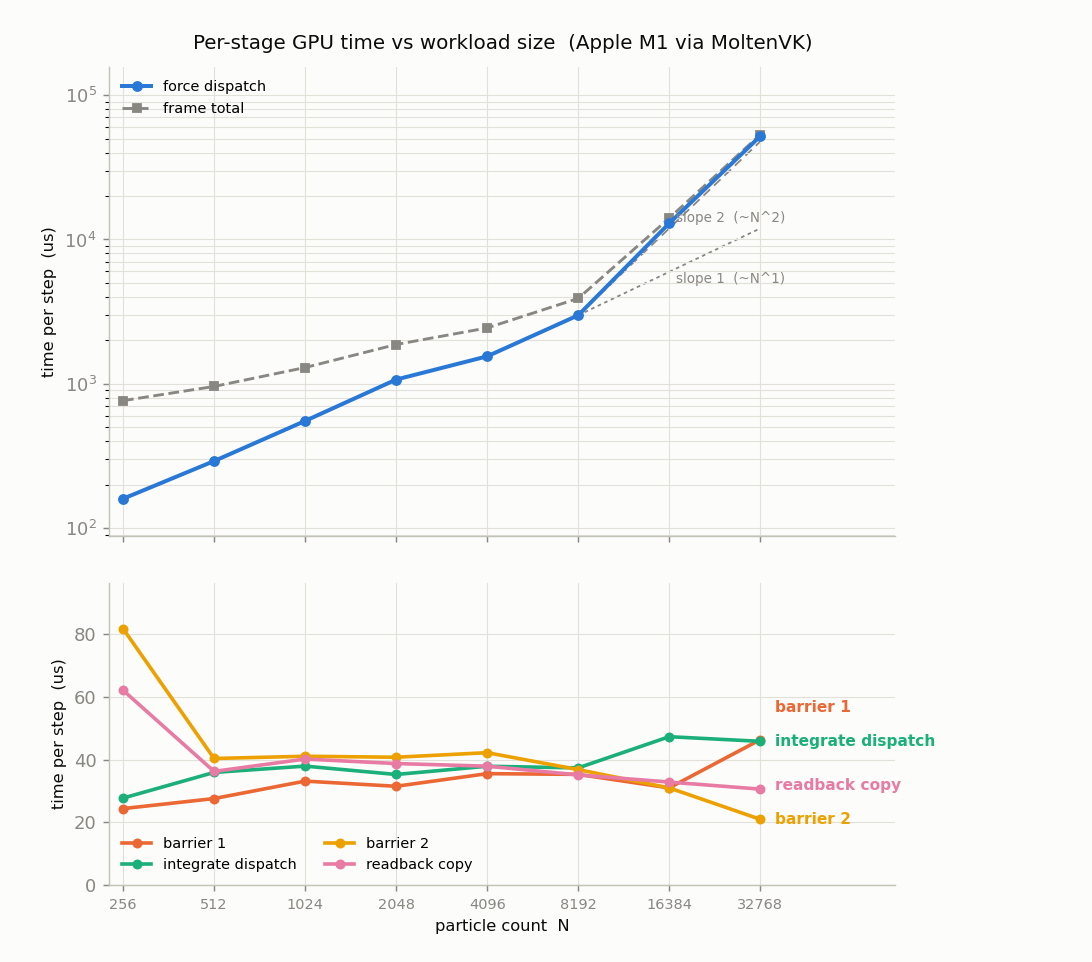 Per-stage GPU time vs workload size  (Apple M1 via MoltenVK)
force dispatch
frame total
10^5
10^4
10^3
10^2
time per step  (us)
slope 2  (~N^2)
slope 1  (~N^1)
80
60
40
20
0
time per step  (us)
barrier 1
integrate dispatch
readback copy
barrier 2
barrier 1
integrate dispatch
barrier 2
readback copy
256 512 1024 2048 4096 8192 16384 32768
particle count  N